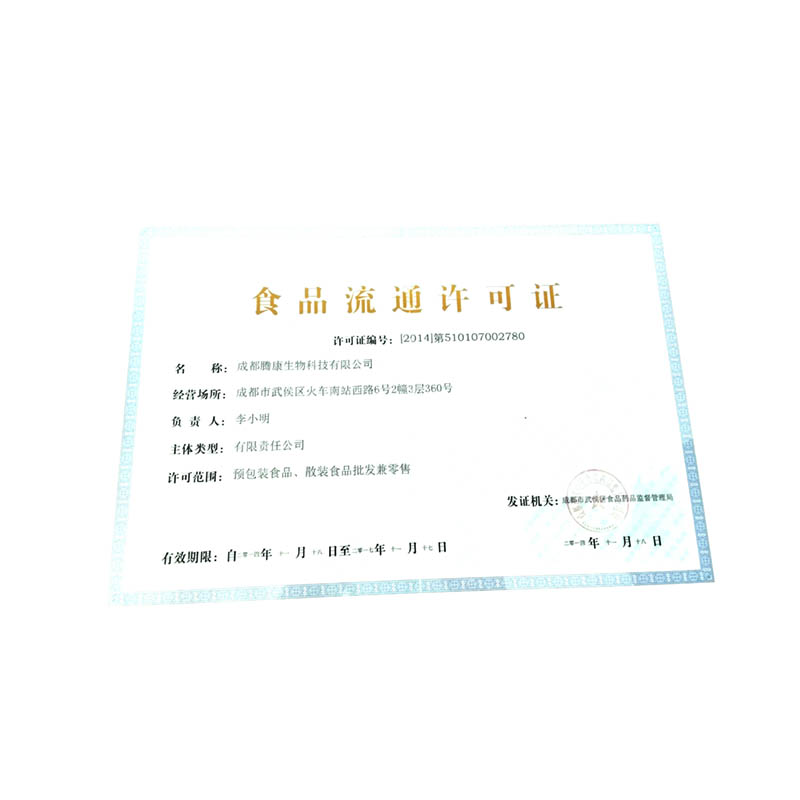 食品流通许可证
许可证编号：[2014]第510107002780
名 称：成都腾康生物科技有限公司
经营场所：成都市武侯区火车南站西路6号2幢3层360号
负 责 人：李小明
主体类型：有限责任公司
许可范围：预包装食品、散装食品批发兼零售
发证机关：成都市武侯区食品药品监督管理局
有效期限：自二零一四年十一月十八日至二零一七年十一月十七日
二零一四年十一月十八日